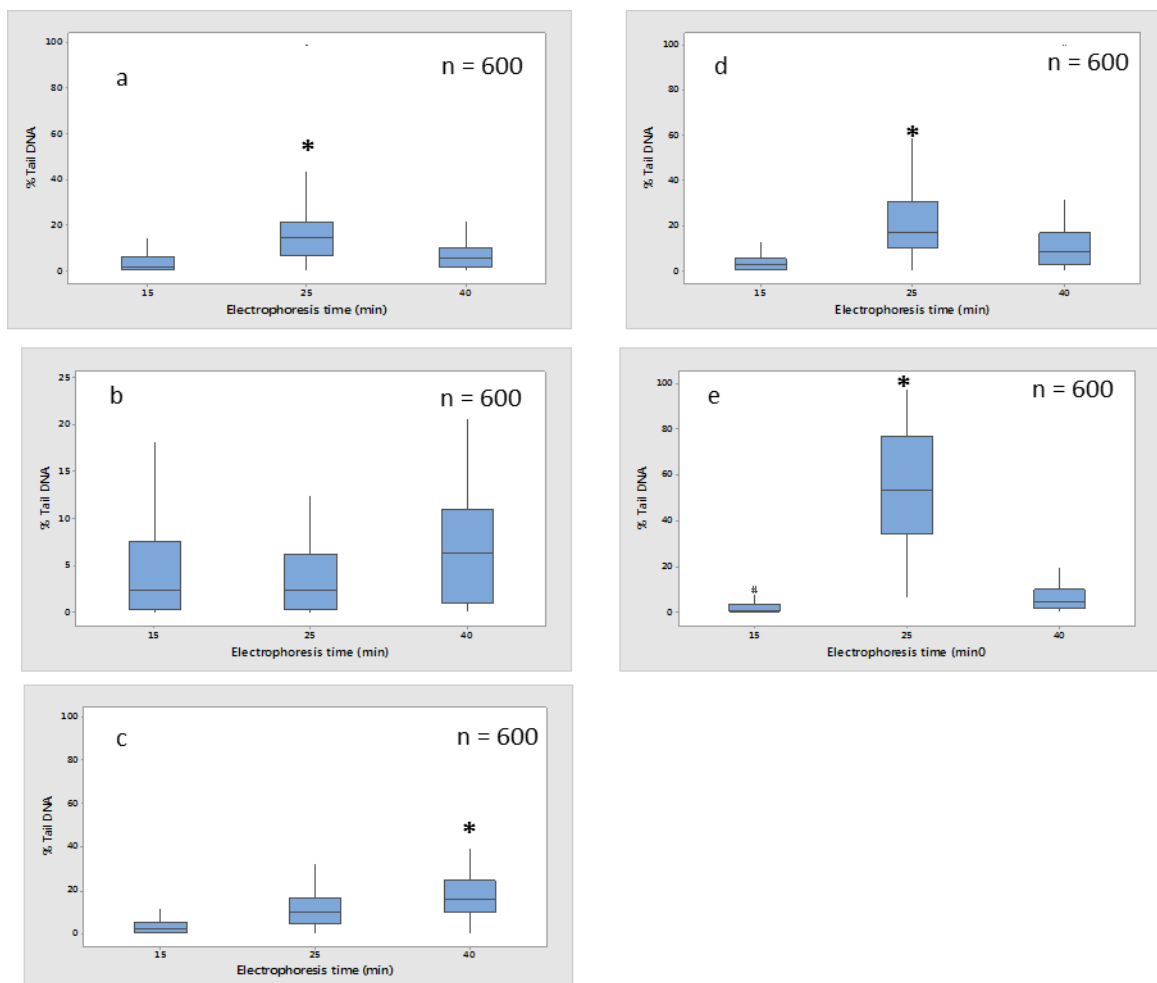 a
n = 600
*
% Tail DNA
100
80
60
40
20
0
15
25
40
Electrophoresis time (min)
b
n = 600
% Tail DNA
25
20
15
10
5
0
15
25
40
Electrophoresis time (min)
c
n = 600
*
% Tail DNA
100
80
60
40
20
0
15
25
40
Electrophoresis time (min)
d
n = 600
*
% Tail DNA
100
80
60
40
20
0
15
25
40
Electrophoresis time (min)
e
n = 600
*
% Tail DNA
100
80
60
40
20
0
15
25
40
Electrophoresis time (min0